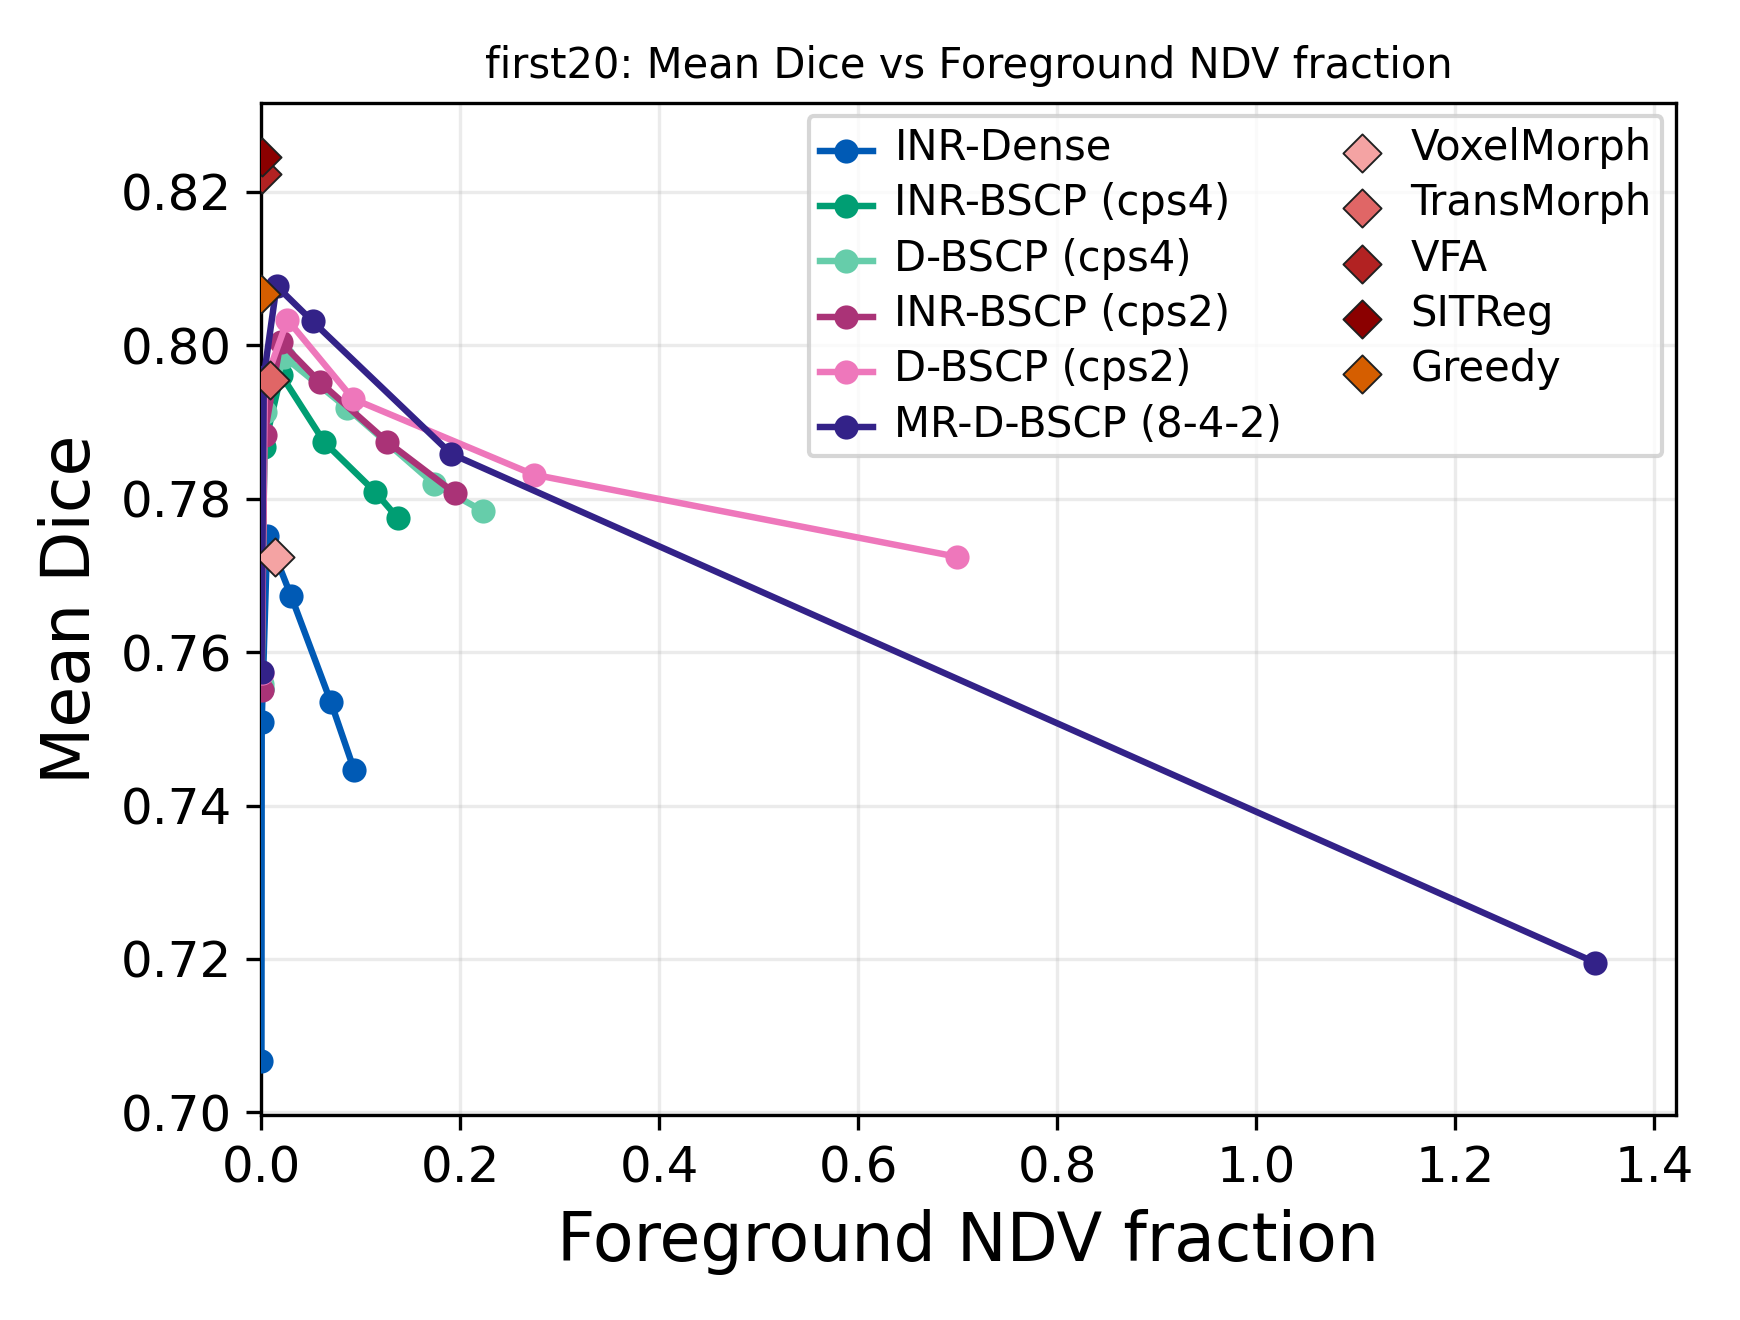 first20: Mean Dice vs Foreground NDV fraction
INR-Dense
INR-BSCP (cps4)
D-BSCP (cps4)
INR-BSCP (cps2)
D-BSCP (cps2)
MR-D-BSCP (8-4-2)
VoxelMorph
TransMorph
VFA
SITReg
Greedy
Mean Dice
0.82
0.80
0.78
0.76
0.74
0.72
0.70
0.0 0.2 0.4 0.6 0.8 1.0 1.2 1.4
Foreground NDV fraction